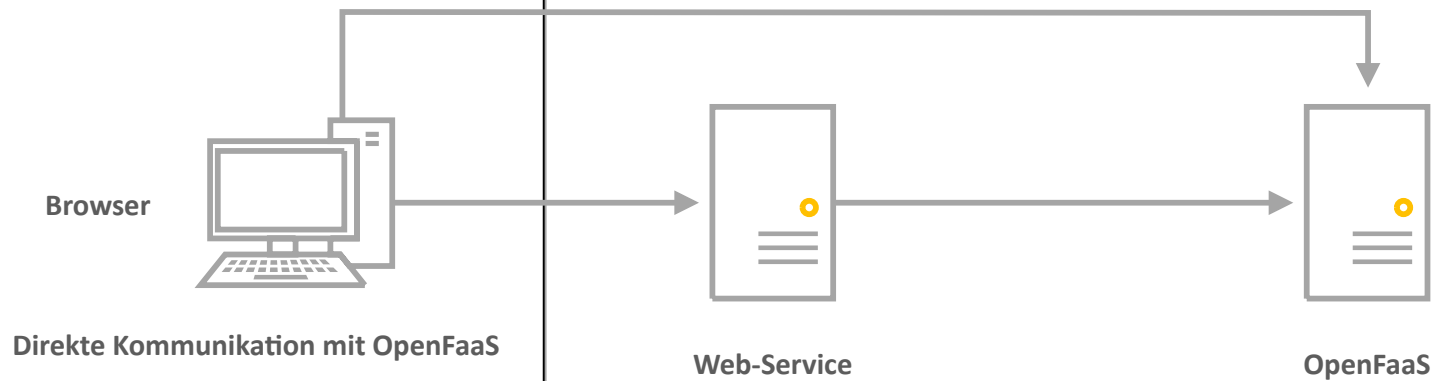 Browser
Direkte Kommunikation mit OpenFaaS
Web-Service
OpenFaaS